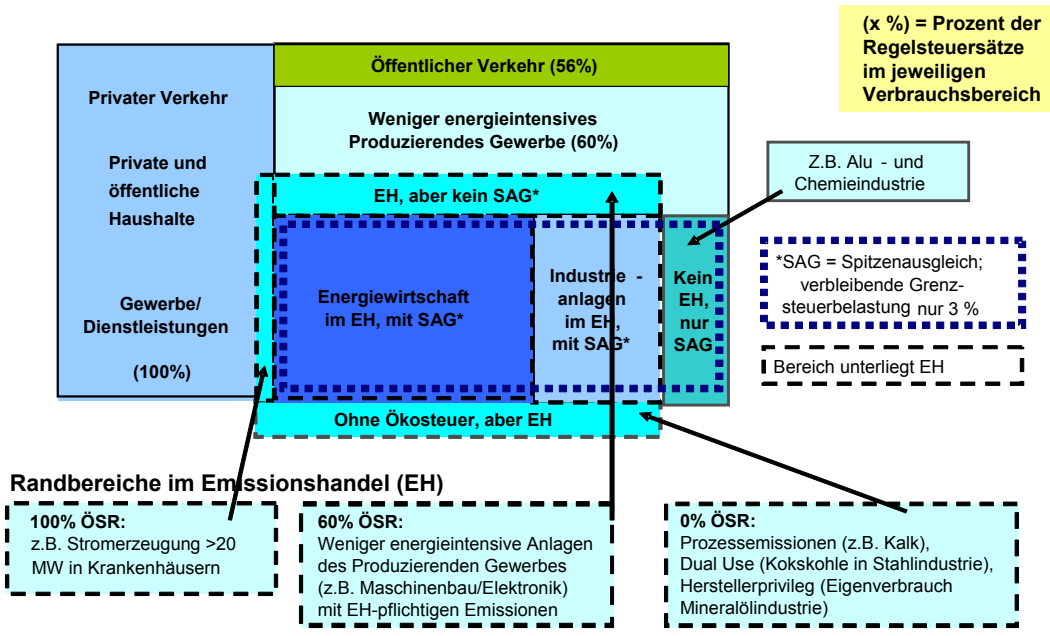 (x %) = Prozent der
Regelsteuersätze
im jeweiligen
Verbrauchsbereich
Öffentlicher Verkehr (56%)
Privater Verkehr
Weniger energieintensives
Produzierendes Gewerbe (60%)
Private und
öffentliche
Haushalte
Z.B. Alu - und
Chemieindustrie
EH, aber kein SAG*
Gewerbe/
Dienstleistungen
(100%)
Energiewirtschaft
im EH, mit SAG*
Industrie -
anlagen
im EH,
mit SAG*
Kein
EH,
nur
SAG
*SAG = Spitzenausgleich;
verbleibende Grenz-
steuerbelastung nur 3 %
Bereich unterliegt EH
Ohne Ökosteuer, aber EH
Randbereiche im Emissionshandel (EH)
100% ÖSR:
z.B. Stromerzeugung >20
MW in Krankenhäusern
60% ÖSR:
Weniger energieintensive Anlagen
des Produzierenden Gewerbes
(z.B. Maschinenbau/Elektronik)
mit EH-pflichtigen Emissionen
0% ÖSR:
Prozessemissionen (z.B. Kalk),
Dual Use (Kokskohle in Stahlindustrie),
Herstellerprivileg (Eigenverbrauch
Mineralölindustrie)